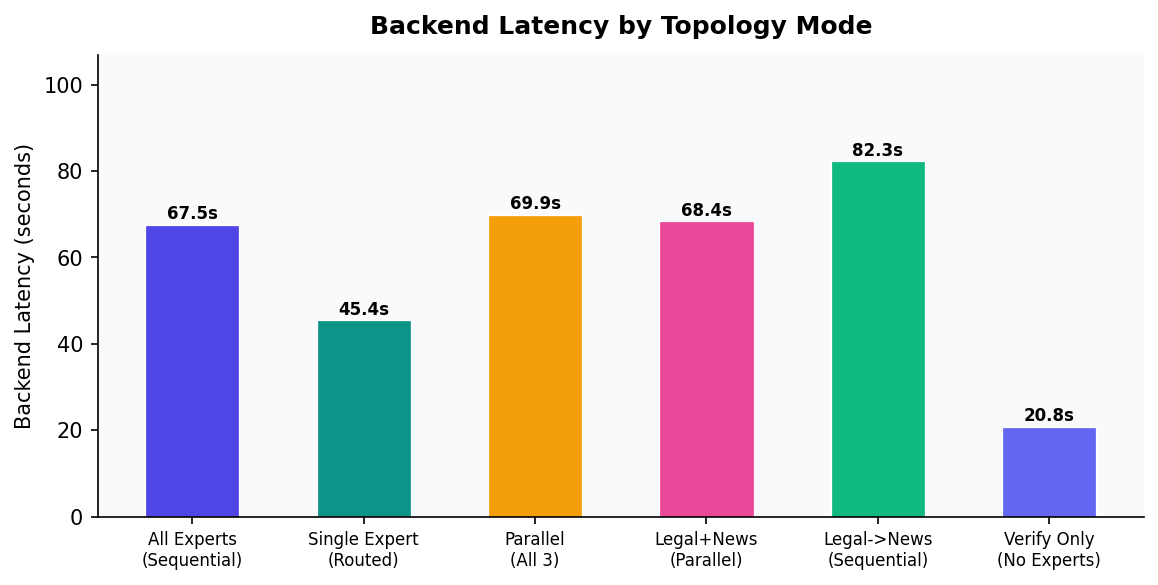 Backend Latency by Topology Mode
Backend Latency (seconds)
100
80
60
40
20
0
67.5s
45.4s
69.9s
68.4s
82.3s
20.8s
All Experts
(Sequential)
Single Expert
(Routed)
Parallel
(All 3)
Legal+News
(Parallel)
Legal->News
(Sequential)
Verify Only
(No Experts)